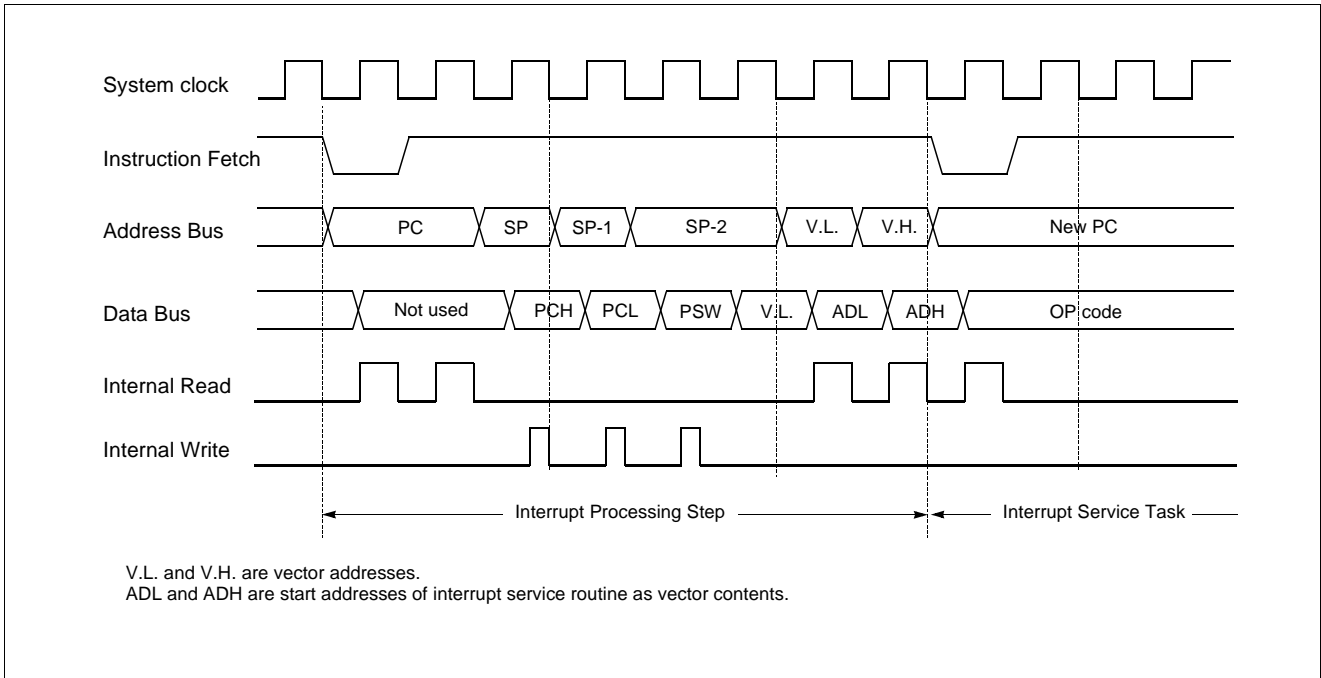 System clock
Instruction Fetch
Address Bus
PC
SP
SP-1
SP-2
V.L.
V.H.
New PC
Data Bus
Not used
PCH
PCL
PSW
V.L.
ADL
ADH
OP code
Internal Read
Internal Write
Interrupt Processing Step
Interrupt Service Task
V.L. and V.H. are vector addresses.
ADL and ADH are start addresses of interrupt service routine as vector contents.